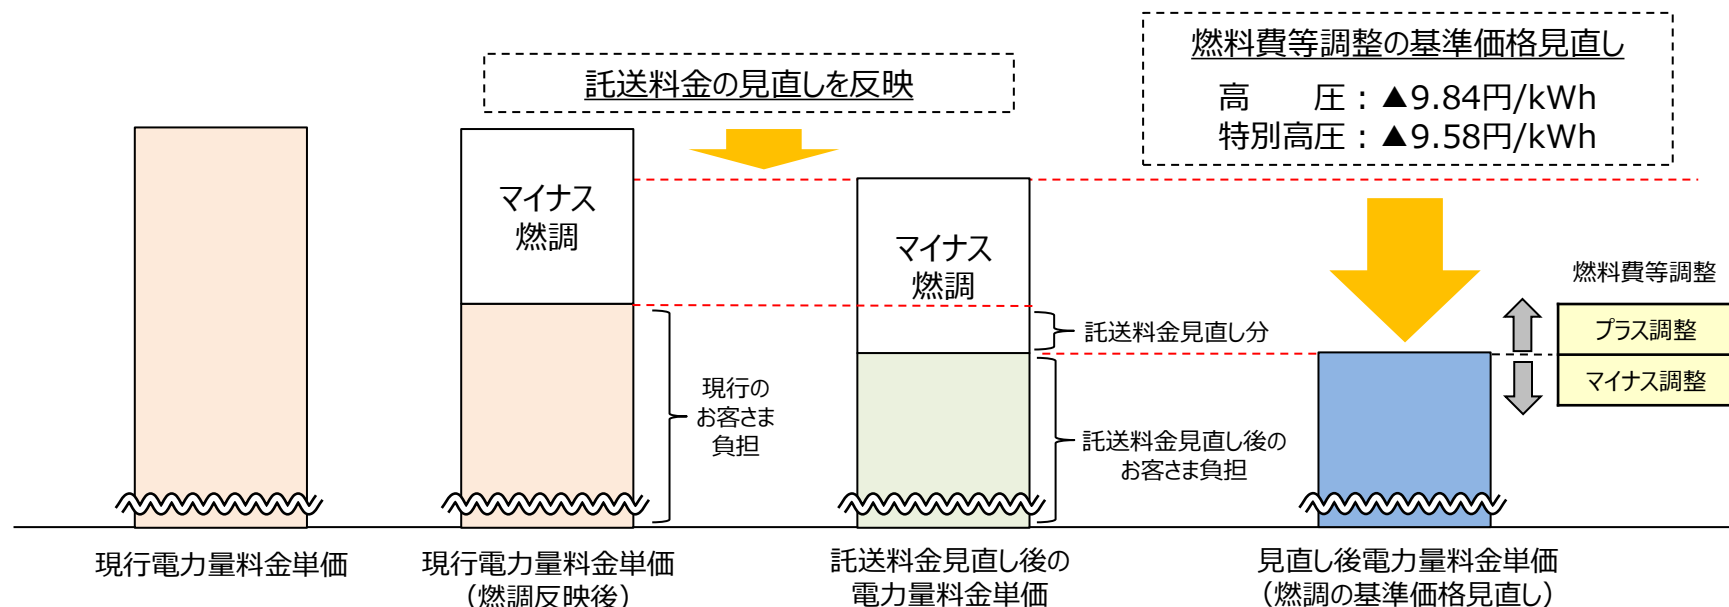 託送料金の見直しを反映
燃料費等調整の基準価格見直し
高　　圧：▲9.84円/kWh
特別高圧：▲9.58円/kWh
マイナス
燃調
マイナス
燃調
燃料費等調整
プラス調整
マイナス調整
託送料金見直し分
現行の
お客さま
負担
託送料金見直し後の
お客さま負担
現行電力量料金単価
現行電力量料金単価
（燃調反映後）
託送料金見直し後の
電力量料金単価
見直し後電力量料金単価
（燃調の基準価格見直し）